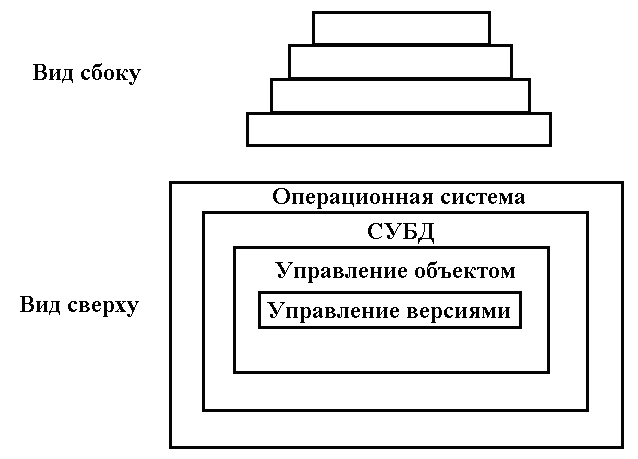 Вид сбоку
Операционная система
СУБД
Управление объектом
Вид сверху
Управление версиями